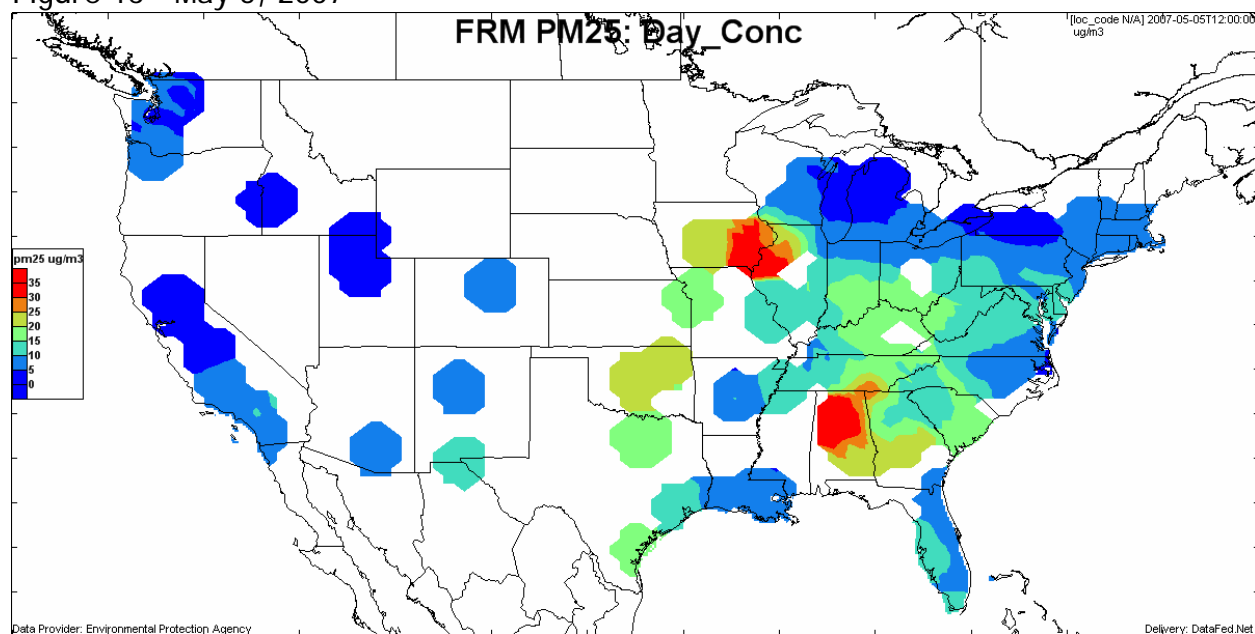 FRM PM25: Day_Conc
[loc_code N/A] 2007-05-05T12:00:00
ug/m3
pm25 ug/m3
35
30
25
20
15
10
5
0
Data Provider: Environmental Protection Agency
Delivery: DataFed.Net